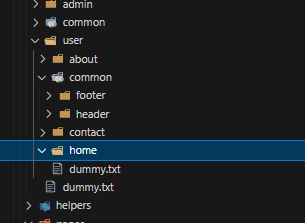 admin
common
user
about
common
footer
header
contact
home
dummy.txt
dummy.txt
helpers